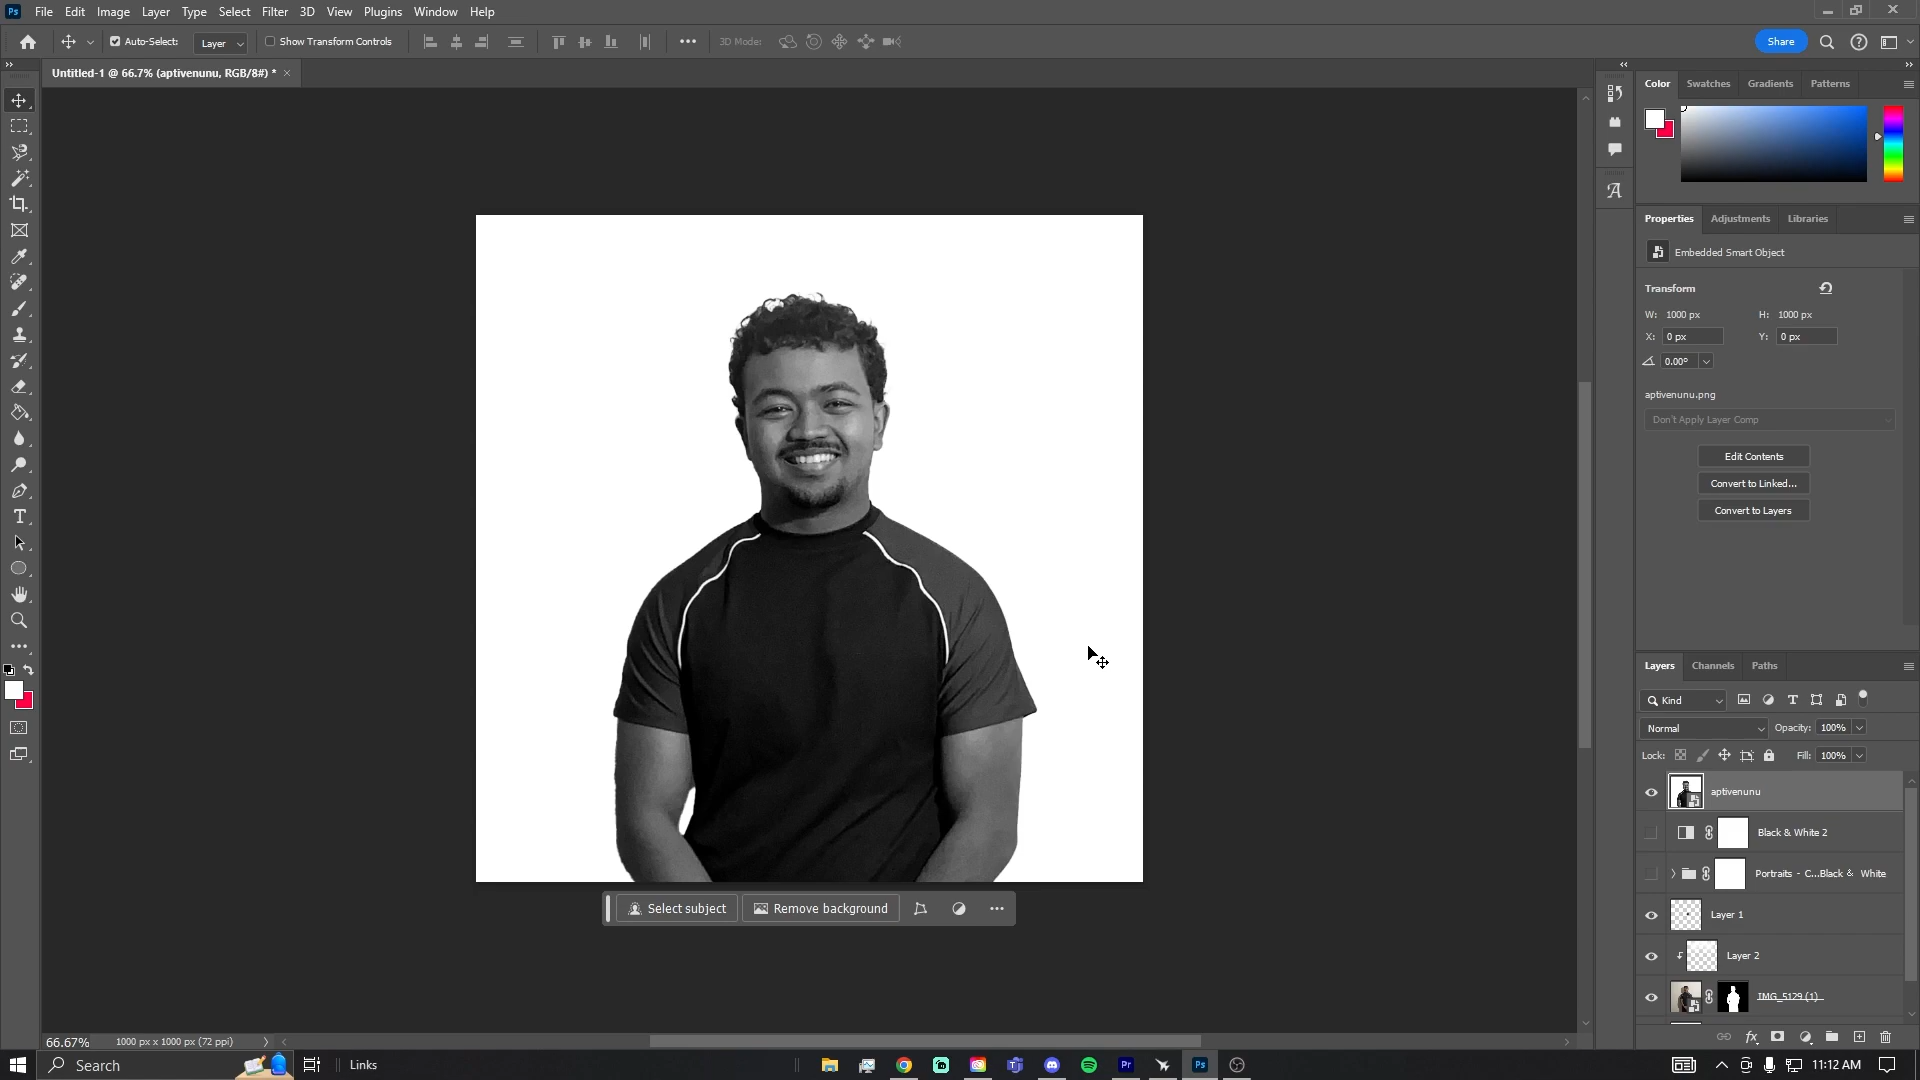 Ps File Edit Image Layer Type Select Filter 3D View Plugins Window Help
Auto-Select: Layer Show Transform Controls 3D Mode: Share
Untitled-1 @ 66.7% (aptivenunu, RGB/8#) *
Color Swatches Gradients Patterns
Properties Adjustments Libraries
Embedded Smart Object
Transform
W: 1000 px H: 1000 px
X: 0 px Y: 0 px
0.00°
aptivenunu.png
Don't Apply Layer Comp
Edit Contents
Convert to Linked...
Convert to Layers
Layers Channels Paths
Kind
Normal Opacity: 100%
Lock: Fill: 100%
aptivenunu
Black & White 2
Portraits - C...Black & White
Layer 1
Layer 2
IMG_5129 (1)
Select subject Remove background
66.67% 1000 px x 1000 px (72 ppi)
Search Links Pr Ps 11:12 AM